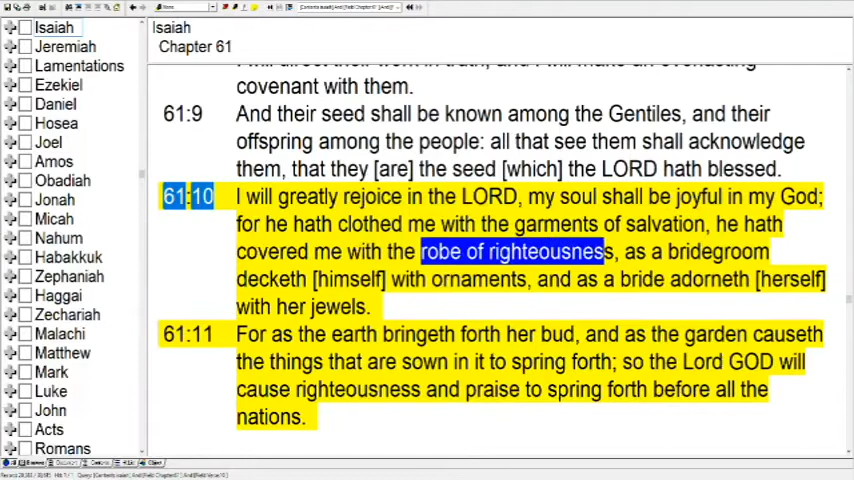 Isaiah
Jeremiah
Lamentations
Ezekiel
Daniel
Hosea
Joel
Amos
Obadiah
Jonah
Micah
Nahum
Habakkuk
Zephaniah
Haggai
Zechariah
Malachi
Matthew
Mark
Luke
John
Acts
Romans
Isaiah
Chapter 61
covenant with them.
61:9 And their seed shall be known among the Gentiles, and their
offspring among the people: all that see them shall acknowledge
them, that they [are] the seed [which] the LORD hath blessed.
61:10 I will greatly rejoice in the LORD, my soul shall be joyful in my God;
for he hath clothed me with the garments of salvation, he hath
covered me with the robe of righteousness, as a bridegroom
decketh [himself] with ornaments, and as a bride adorneth [herself]
with her jewels.
61:11 For as the earth bringeth forth her bud, and as the garden causeth
the things that are sown in it to spring forth; so the Lord GOD will
cause righteousness and praise to spring forth before all the
nations.